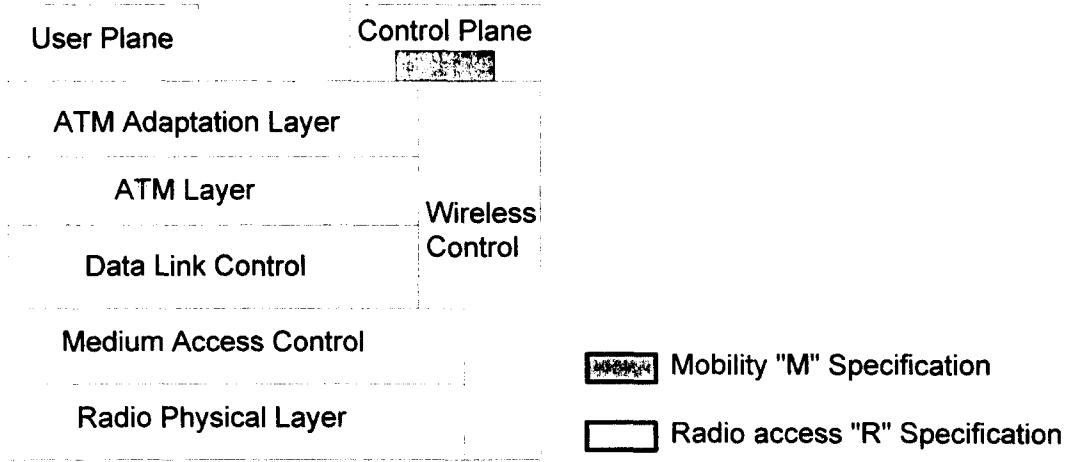 User Plane
Control Plane
ATM Adaptation Layer
ATM Layer
Wireless
Control
Data Link Control
Medium Access Control
Radio Physical Layer
Mobility "M" Specification
Radio access "R" Specification